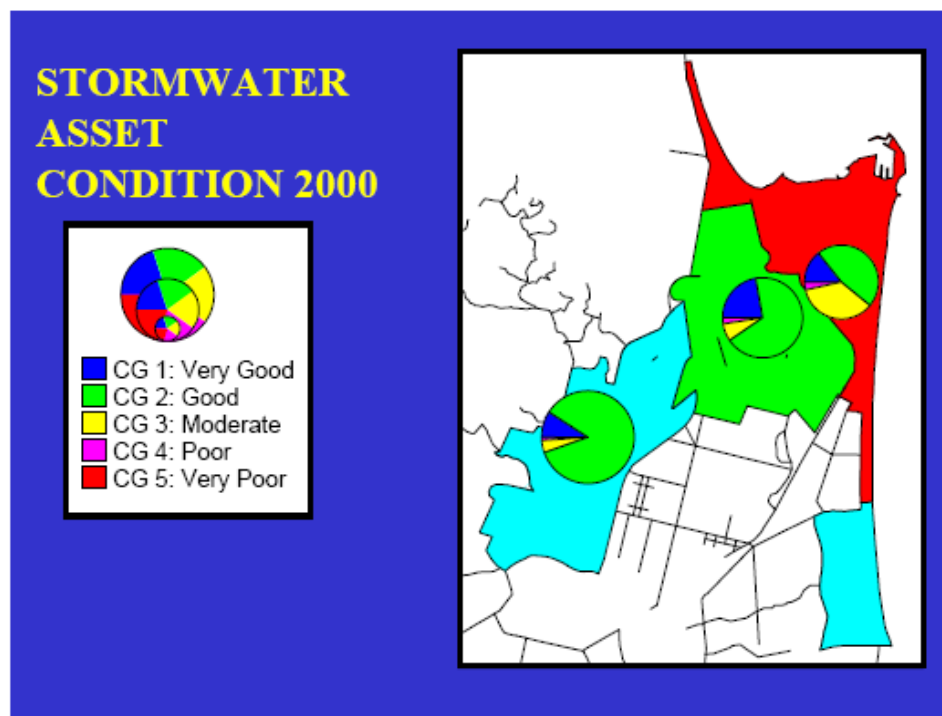 STORMWATER
ASSET
CONDITION 2000
CG 1: Very Good
CG 2: Good
CG 3: Moderate
CG 4: Poor
CG 5: Very Poor